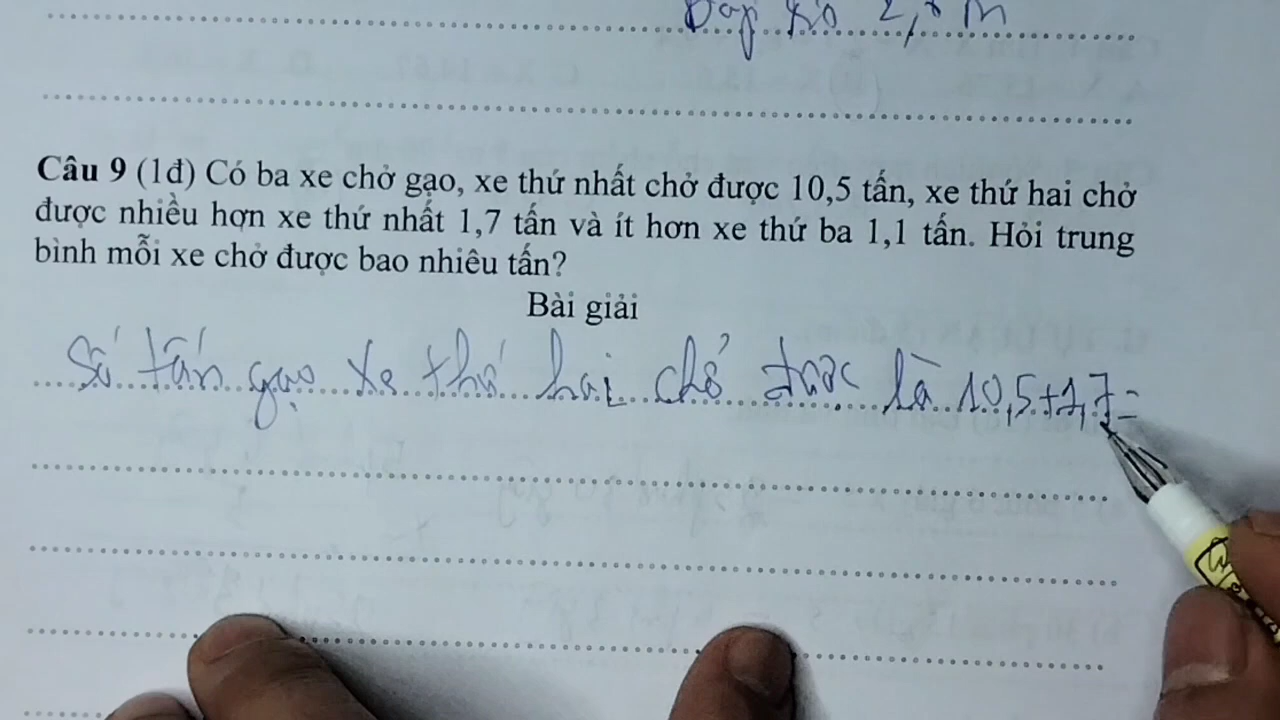 Đáp số 2,8 m
Câu 9 (1đ) Có ba xe chở gạo, xe thứ nhất chở được 10,5 tấn, xe thứ hai chở
được nhiều hơn xe thứ nhất 1,7 tấn và ít hơn xe thứ ba 1,1 tấn. Hỏi trung
bình mỗi xe chở được bao nhiêu tấn?
Bài giải
Số tấn gạo xe thứ hai chở được là 10,5+1,7=